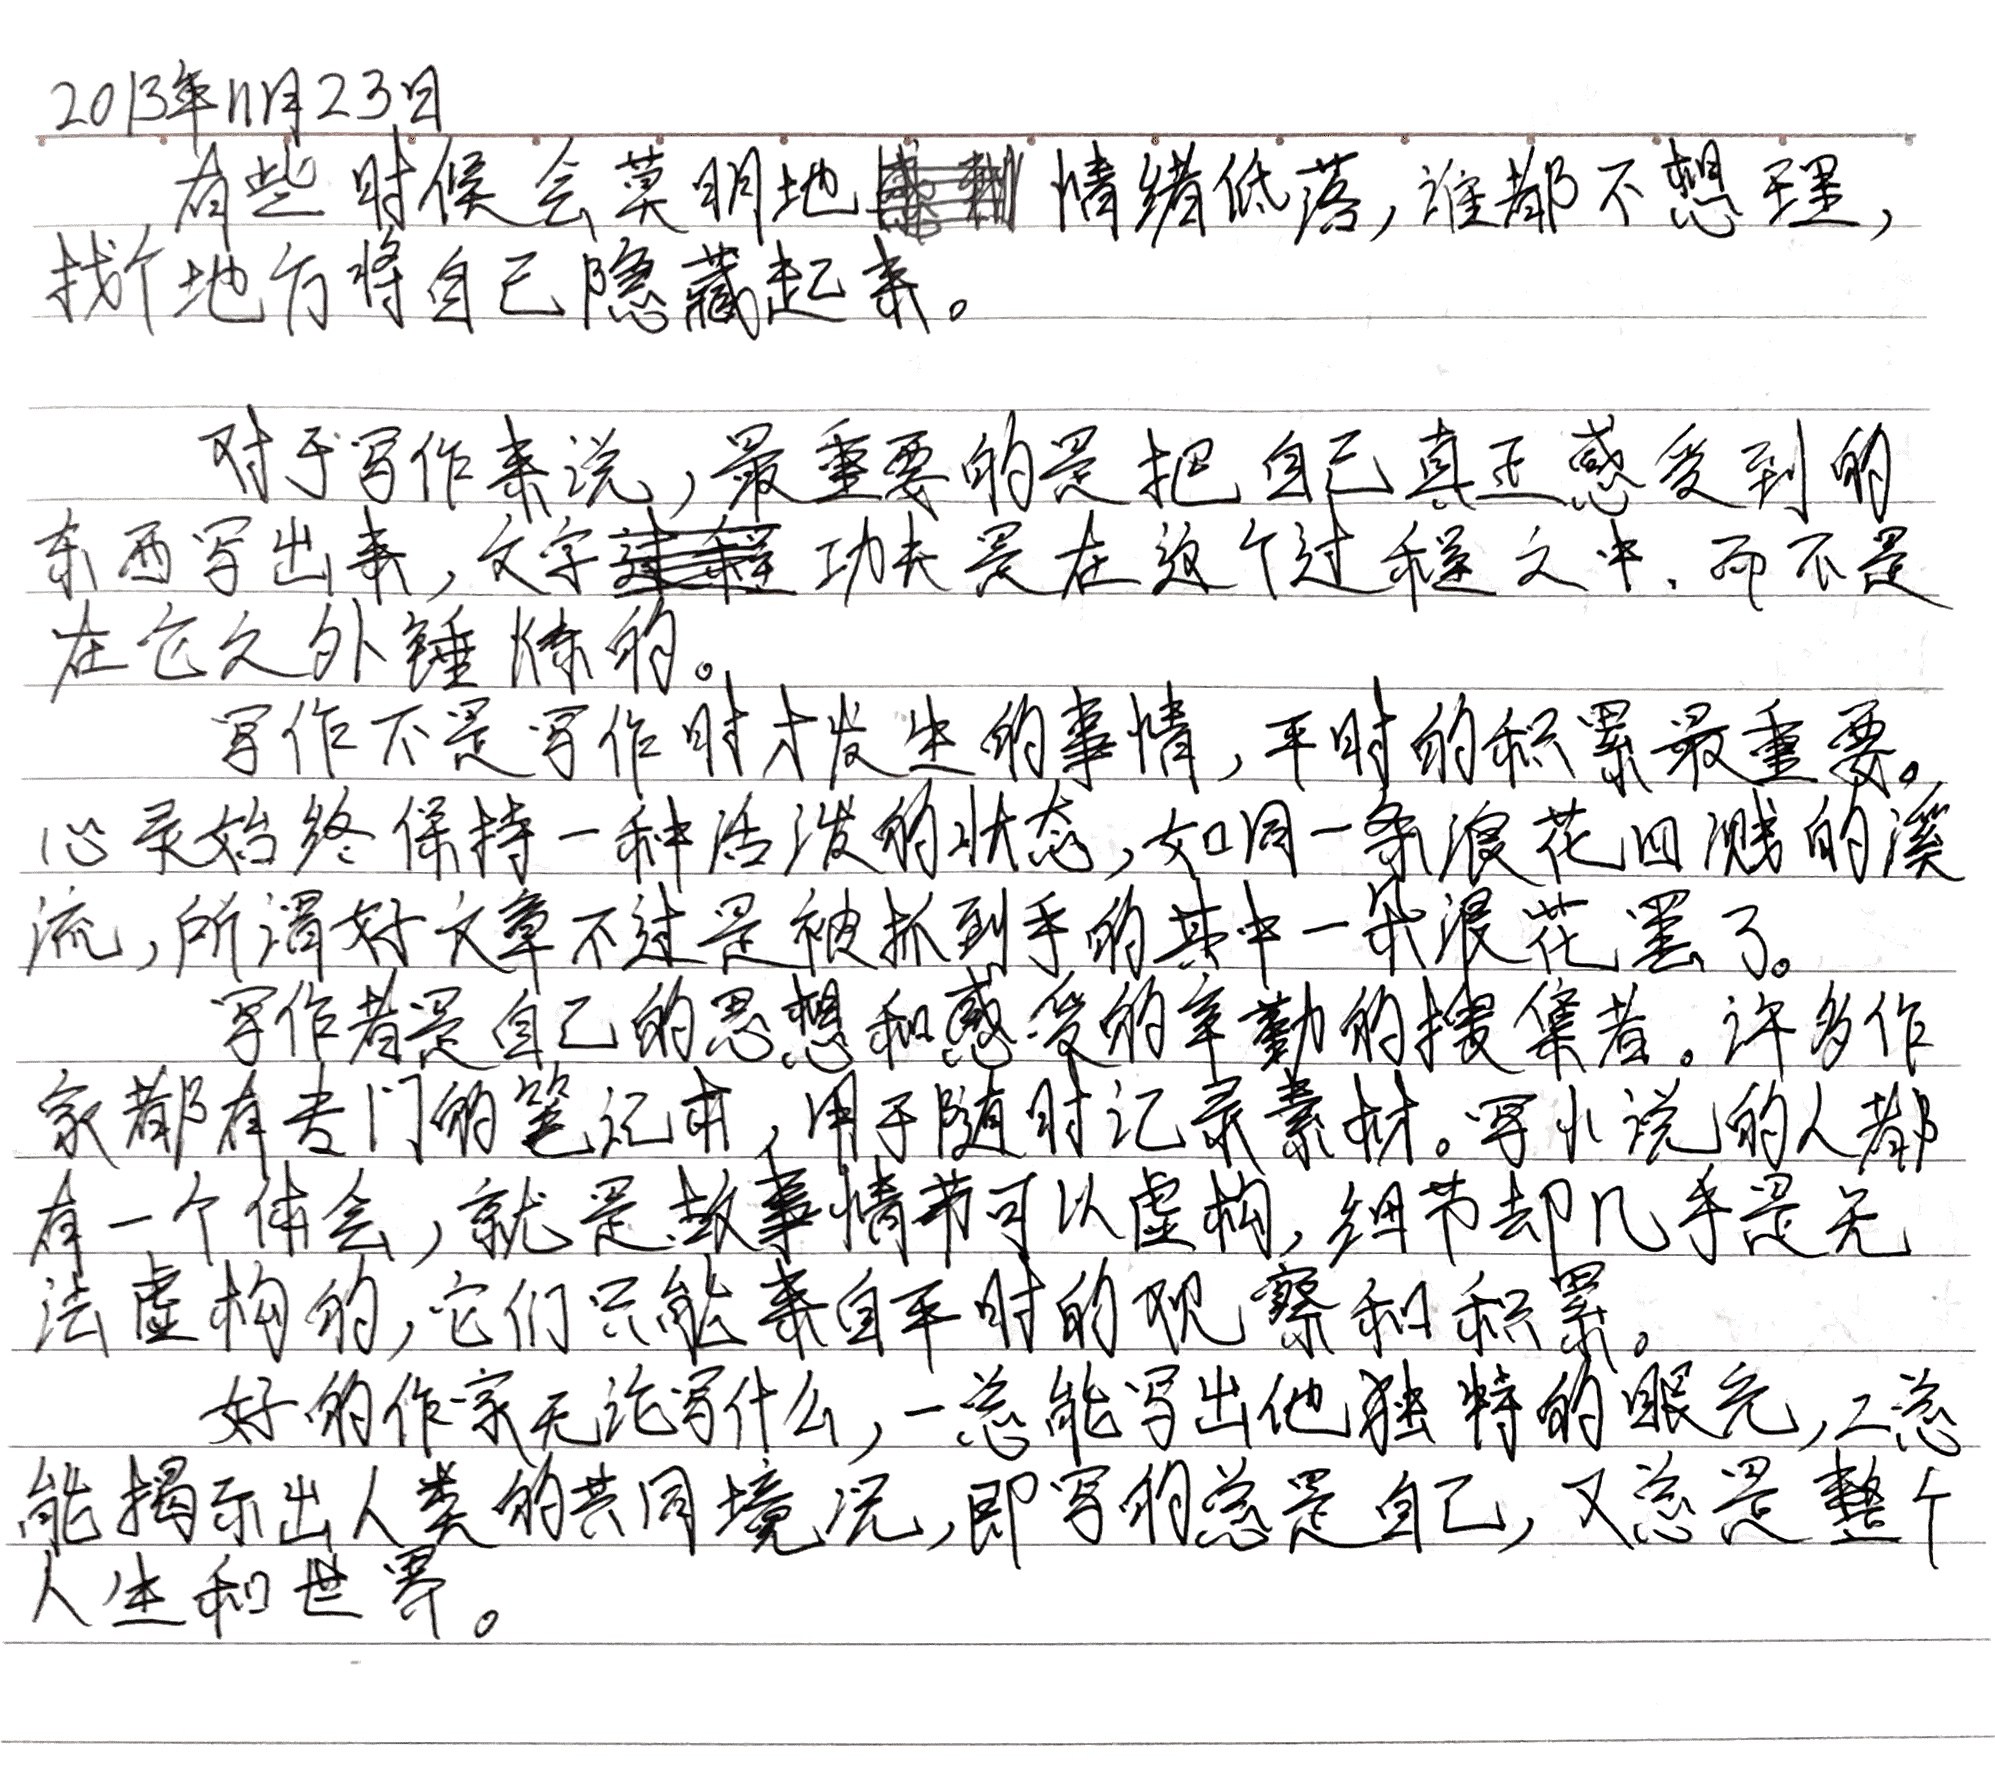 2013年11月23日
有些时候会莫明地情绪低落，谁都不想理，
找个地方将自己隐藏起来。
对于写作来说，最重要的是把自己真正感受到的
东西写出来，文字功夫是在这个过程之中，而不是
在它之外锤炼的。
写作不是写作时才发生的事情，平时的积累最重要。
心灵始终保持一种活泼的状态，如同一条浪花四溅的溪
流，所谓好文章不过是被抓到手的其中一朵浪花罢了。
写作者是自己的思想和感受的辛勤的搜集者。许多作
家都有专门的笔记本，用于随时记录素材。写小说的人都
有一个体会，就是故事情节可以虚构，细节却几乎是无
法虚构的，它们只能来自平时的观察和积累。
好的作家无论写什么，一总能写出他独特的眼光，二总
能揭示出人类的共同境况，即写的总是自己，又总是整个
人生和世界。